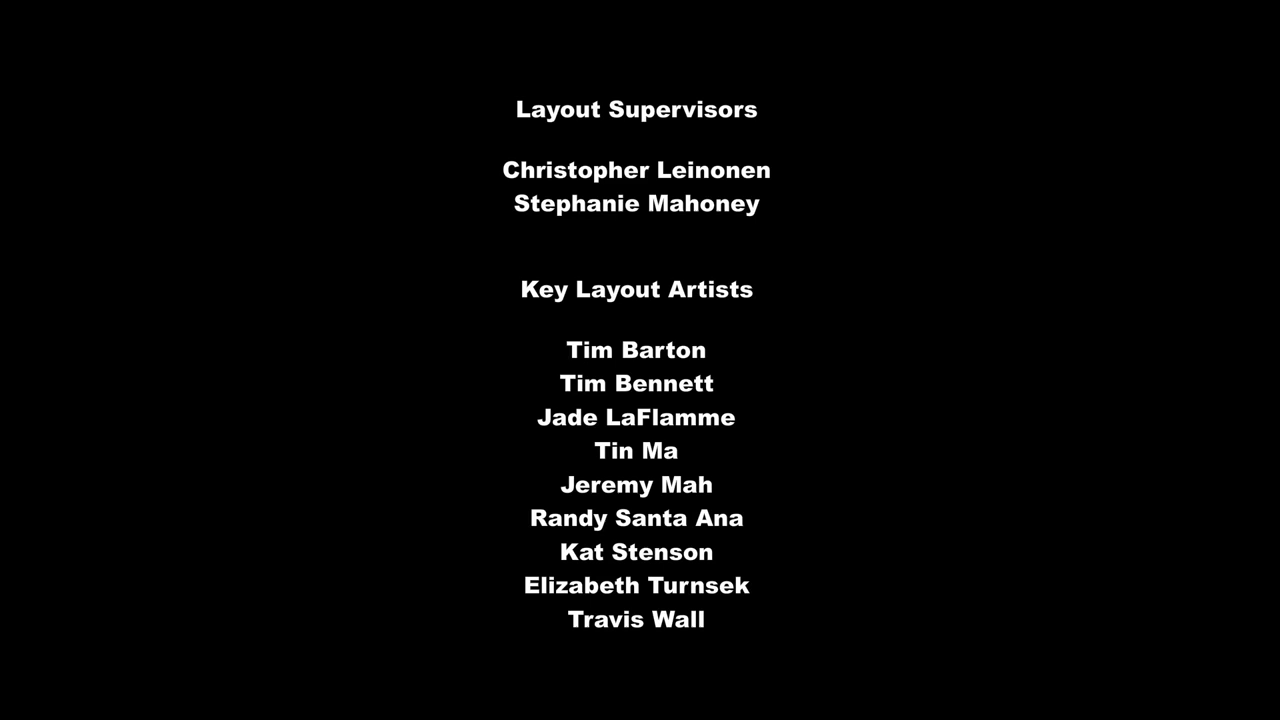 Layout Supervisors
Christopher Leinonen
Stephanie Mahoney
Key Layout Artists
Tim Barton
Tim Bennett
Jade LaFlamme
Tin Ma
Jeremy Mah
Randy Santa Ana
Kat Stenson
Elizabeth Turnsek
Travis Wall